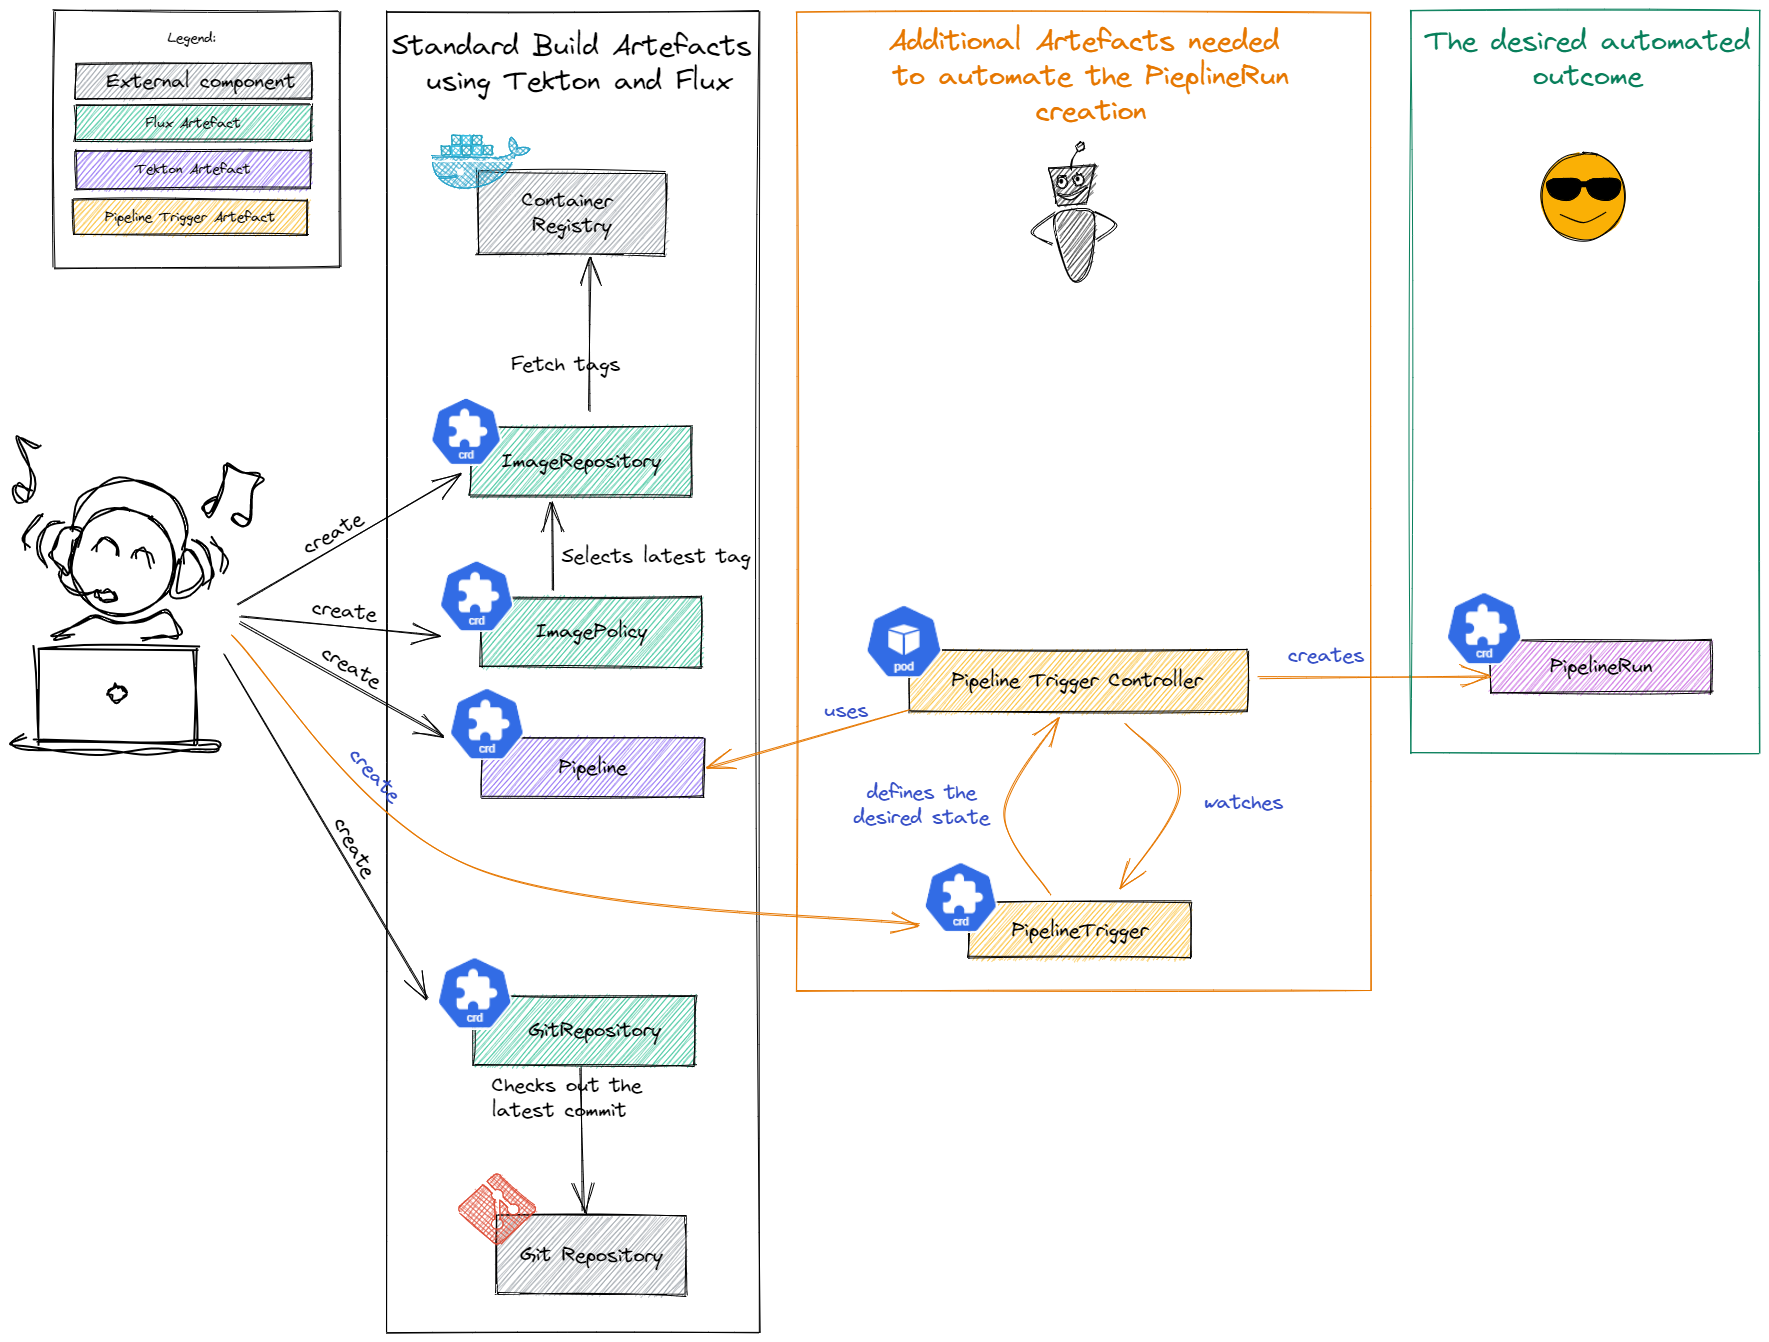 Legend:
External component
Flux Artefact
Tekton Artefact
Pipeline Trigger Artefact
Standard Build Artefacts
using Tekton and Flux
Container
Registry
Fetch tags
crd
ImageRepository
create
Selects latest tag
create
crd
ImagePolicy
create
crd
Pipeline
create
create
crd
GitRepository
Checks out the
latest commit
Git Repository
Additional Artefacts needed
to automate the PieplineRun
creation
pod
Pipeline Trigger Controller
uses
defines the
desired state
watches
crd
PipelineTrigger
creates
The desired automated
outcome
crd
PipelineRun